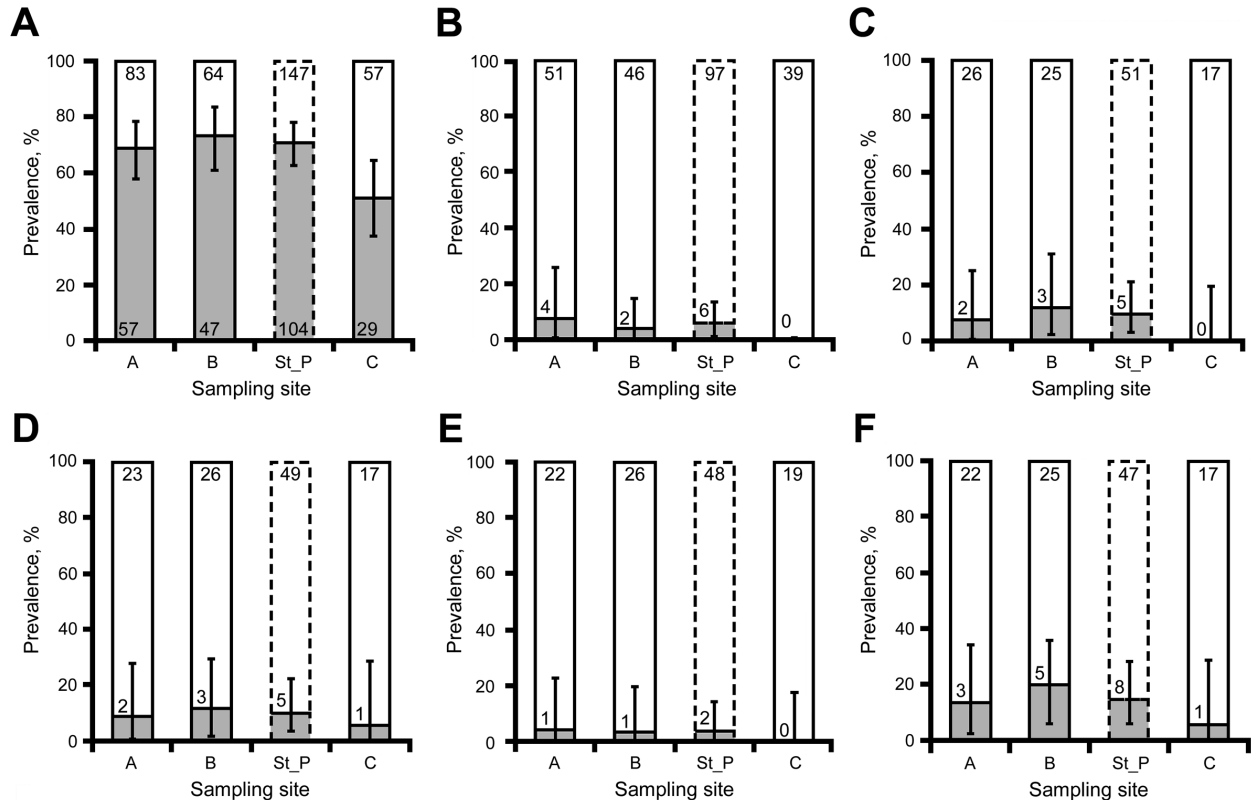 A
B
C
100
83
64
147
57
100
51
46
97
39
100
26
25
51
17
80
80
80
60
60
60
40
40
40
20
20
20
0
0
0
Prevalence, %
Prevalence, %
Prevalence, %
57
47
104
29
4
2
6
0
2
3
5
0
A
B
St_P
C
A
B
St_P
C
A
B
St_P
C
Sampling site
Sampling site
Sampling site
D
E
F
100
23
26
49
17
100
22
26
48
19
100
22
25
47
17
80
80
80
60
60
60
40
40
40
20
20
20
0
0
0
Prevalence, %
Prevalence, %
Prevalence, %
2
3
5
1
1
1
2
0
3
5
8
1
A
B
St_P
C
A
B
St_P
C
A
B
St_P
C
Sampling site
Sampling site
Sampling site